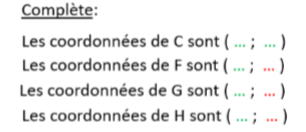 Complète:
Les coordonnées de C sont ( ... ; ... )
Les coordonnées de F sont ( ... ; ... )
Les coordonnées de G sont ( ... ; ... )
Les coordonnées de H sont ( ... ; ... )